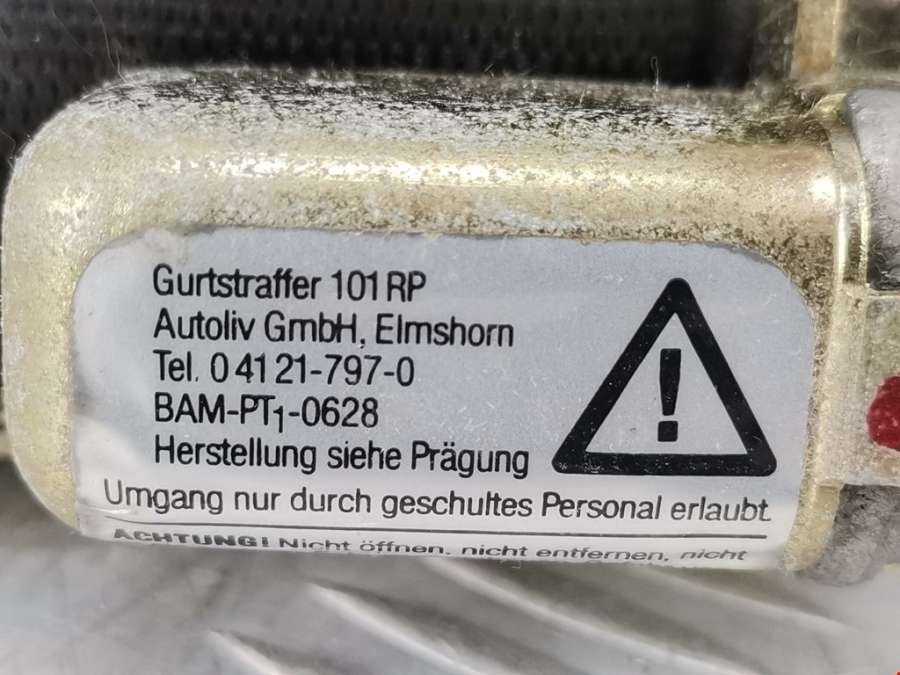 Gurtstraffer 101 RP
Autoliv GmbH, Elmshorn
Tel. 0 41 21-797-0
BAM-PT1-0628
Herstellung siehe Prägung
Umgang nur durch geschultes Personal erlaubt
ACHTUNG! Nicht öffnen, nicht entfernen, nicht